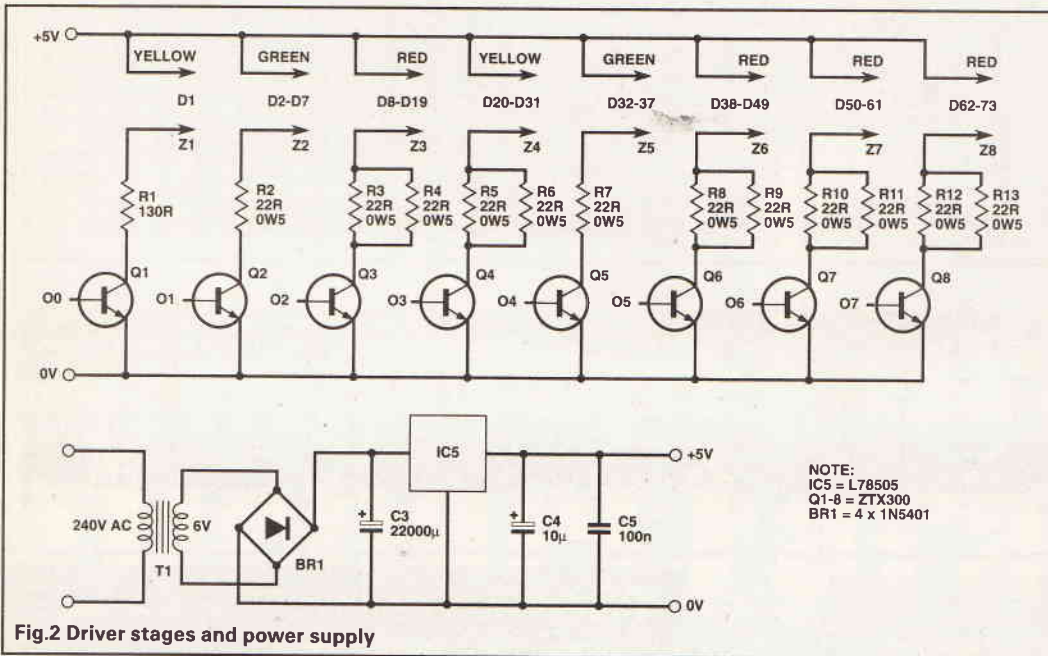 +5V
YELLOW GREEN RED YELLOW GREEN RED RED RED
D1 D2-D7 D8-D19 D20-D31 D32-37 D38-D49 D50-61 D62-73
Z1 Z2 Z3 Z4 Z5 Z6 Z7 Z8
R1
130R
R2
22R
0W5
R3
22R
0W5
R4
22R
0W5
R5
22R
0W5
R6
22R
0W5
R7
22R
0W5
R8
22R
0W5
R9
22R
0W5
R10
22R
0W5
R11
22R
0W5
R12
22R
0W5
R13
22R
0W5
Q1 Q2 Q3 Q4 Q5 Q6 Q7 Q8
O0 O1 O2 O3 O4 O5 O6 O7
0V
240V AC
6V
T1
BR1
+
C3
22000μ
IC5
+
C4
10μ
C5
100n
+5V
0V
NOTE:
IC5 = L78505
Q1-8 = ZTX300
BR1 = 4 x 1N5401
Fig.2 Driver stages and power supply